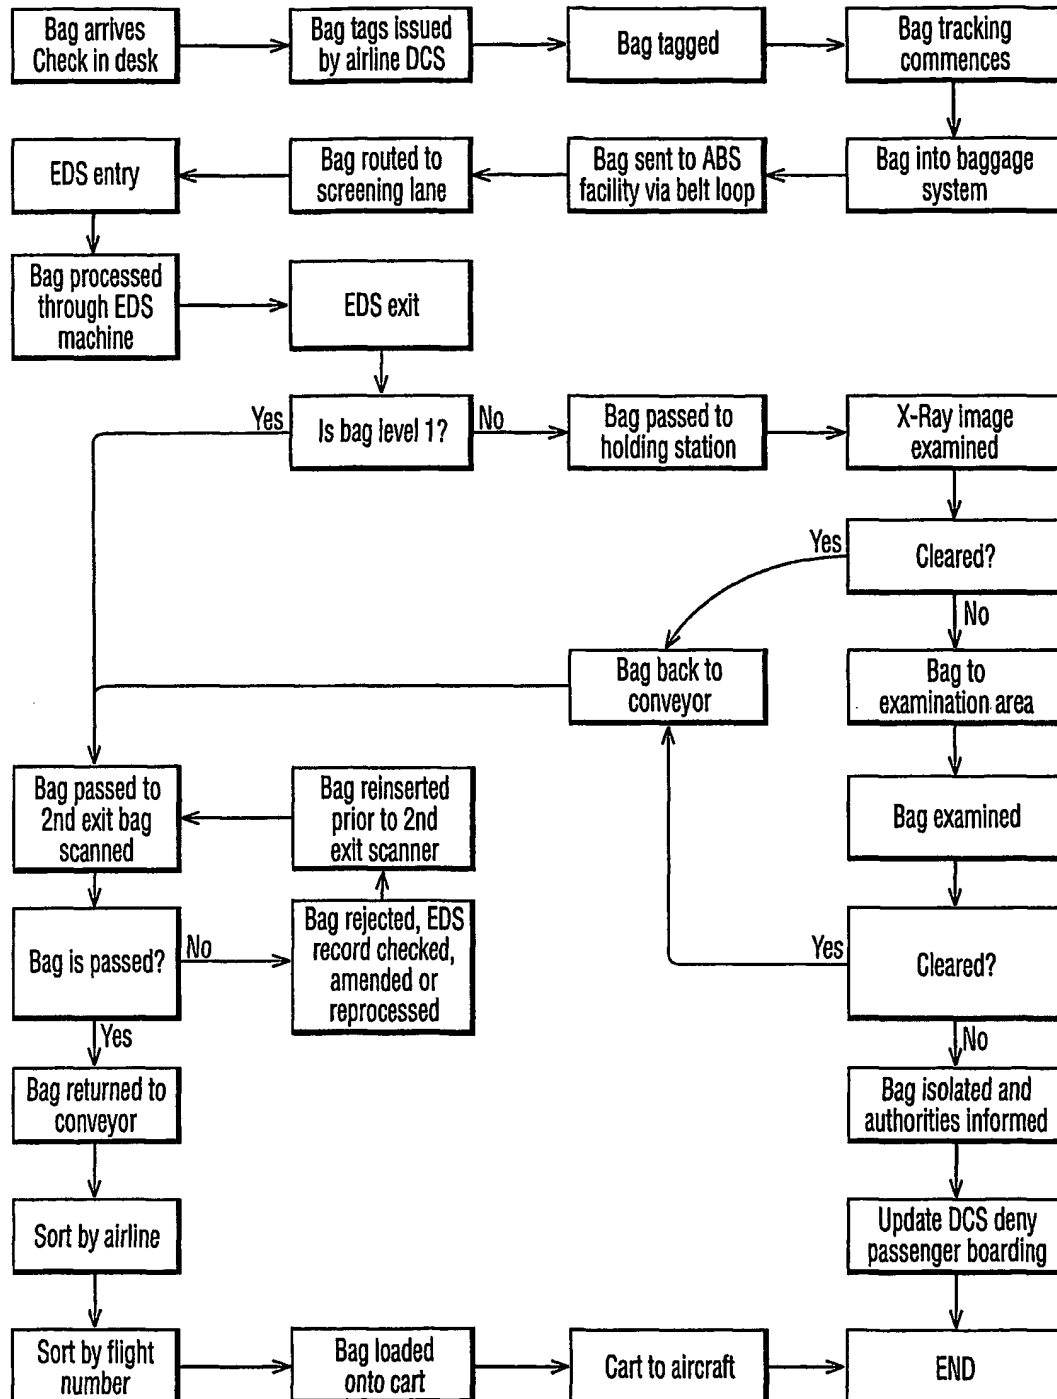 Bag arrives
Check in desk
Bag tags issued
by airline DCS
Bag tagged
Bag tracking
commences
EDS entry
Bag routed to
screening lane
Bag sent to ABS
facility via belt loop
Bag into baggage
system
Bag processed
through EDS
machine
EDS exit
Yes
Is bag level 1?
No
Bag passed to
holding station
X-Ray image
examined
Yes
Cleared?
No
Bag back to
conveyor
Bag to
examination area
Bag passed to
2nd exit bag
scanned
Bag reinserted
prior to 2nd
exit scanner
Bag examined
Bag is passed?
No
Bag rejected, EDS
record checked,
amended or
reprocessed
Yes
Cleared?
Yes
No
Bag returned to
conveyor
Bag isolated and
authorities informed
Sort by airline
Update DCS deny
passenger boarding
Sort by flight
number
Bag loaded
onto cart
Cart to aircraft
END